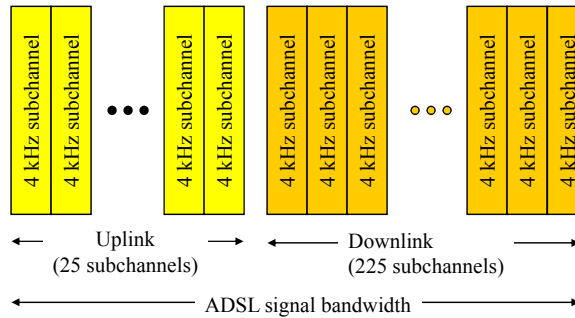 4 kHz subchannel
4 kHz subchannel
4 kHz subchannel
4 kHz subchannel
4 kHz subchannel
4 kHz subchannel
4 kHz subchannel
4 kHz subchannel
4 kHz subchannel
4 kHz subchannel
Uplink
(25 subchannels)
Downlink
(225 subchannels)
ADSL signal bandwidth